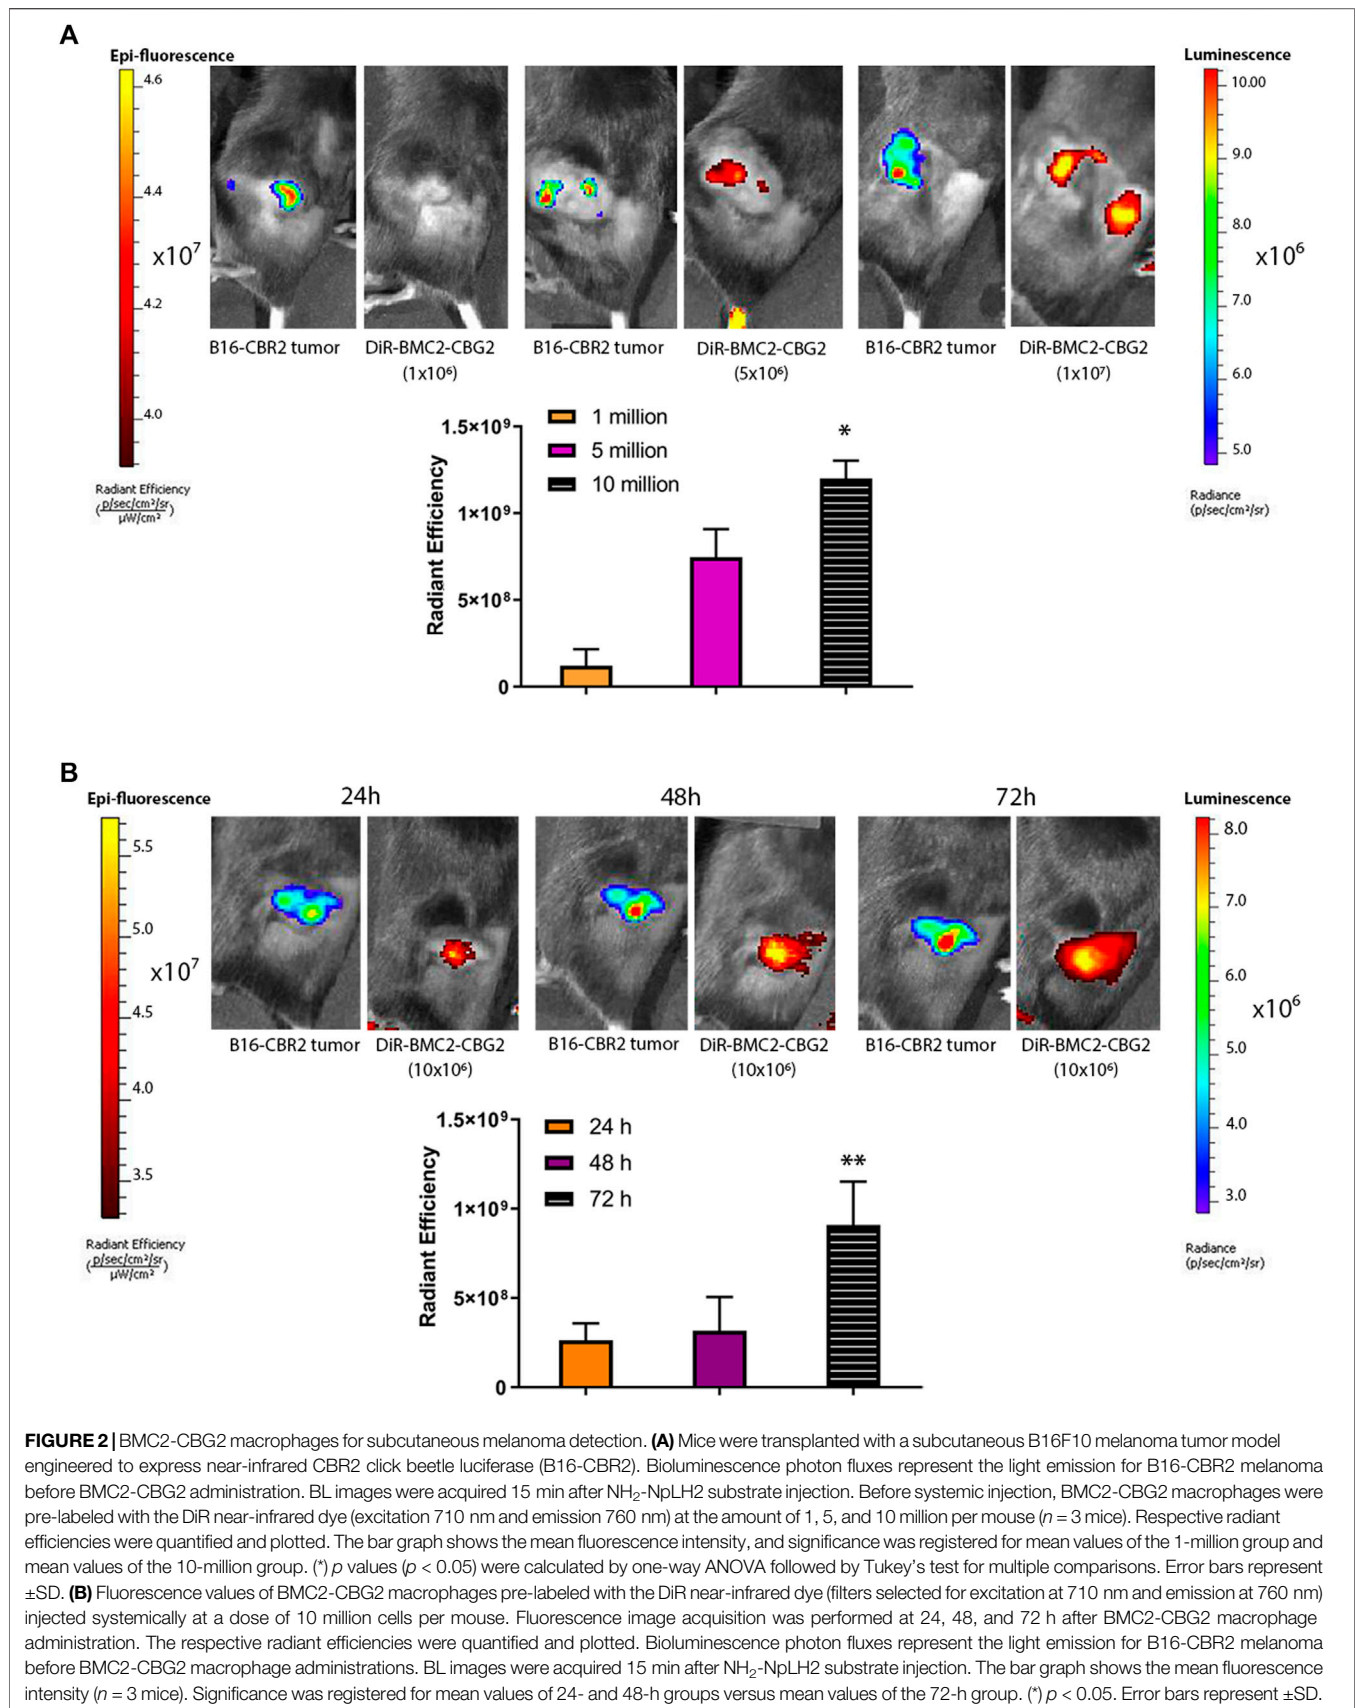 A
Epi-fluorescence
Luminescence
4.6
4.4
4.2
4.0
x10⁷
Radiant Efficiency
(p/sec/cm²/sr
µW/cm²)
10.00
9.0
8.0
7.0
6.0
5.0
x10⁶
Radiance
(p/sec/cm²/sr)
B16-CBR2 tumor
DiR-BMC2-CBG2
(1x10⁶)
B16-CBR2 tumor
DiR-BMC2-CBG2
(5x10⁶)
B16-CBR2 tumor
DiR-BMC2-CBG2
(1x10⁷)
Radiant Efficiency
1.5×10⁹
1×10⁹
5×10⁸
0
1 million
5 million
10 million
*
B
Epi-fluorescence
24h
48h
72h
Luminescence
5.5
5.0
4.5
4.0
3.5
x10⁷
Radiant Efficiency
(p/sec/cm²/sr
µW/cm²)
8.0
7.0
6.0
5.0
4.0
3.0
x10⁶
Radiance
(p/sec/cm²/sr)
B16-CBR2 tumor
DiR-BMC2-CBG2
(10x10⁶)
B16-CBR2 tumor
DiR-BMC2-CBG2
(10x10⁶)
B16-CBR2 tumor
DiR-BMC2-CBG2
(10x10⁶)
Radiant Efficiency
1.5×10⁹
1×10⁹
5×10⁸
0
24 h
48 h
72 h
**
FIGURE 2 | BMC2-CBG2 macrophages for subcutaneous melanoma detection. (A) Mice were transplanted with a subcutaneous B16F10 melanoma tumor model
engineered to express near-infrared CBR2 click beetle luciferase (B16-CBR2). Bioluminescence photon fluxes represent the light emission for B16-CBR2 melanoma
before BMC2-CBG2 administration. BL images were acquired 15 min after NH₂-NpLH2 substrate injection. Before systemic injection, BMC2-CBG2 macrophages were
pre-labeled with the DiR near-infrared dye (excitation 710 nm and emission 760 nm) at the amount of 1, 5, and 10 million per mouse (n = 3 mice). Respective radiant
efficiencies were quantified and plotted. The bar graph shows the mean fluorescence intensity, and significance was registered for mean values of the 1-million group and
mean values of the 10-million group. (*) p values (p < 0.05) were calculated by one-way ANOVA followed by Tukey's test for multiple comparisons. Error bars represent
±SD. (B) Fluorescence values of BMC2-CBG2 macrophages pre-labeled with the DiR near-infrared dye (filters selected for excitation at 710 nm and emission at 760 nm)
injected systemically at a dose of 10 million cells per mouse. Fluorescence image acquisition was performed at 24, 48, and 72 h after BMC2-CBG2 macrophage
administration. The respective radiant efficiencies were quantified and plotted. Bioluminescence photon fluxes represent the light emission for B16-CBR2 melanoma
before BMC2-CBG2 macrophage administrations. BL images were acquired 15 min after NH₂-NpLH2 substrate injection. The bar graph shows the mean fluorescence
intensity (n = 3 mice). Significance was registered for mean values of 24- and 48-h groups versus mean values of the 72-h group. (*) p < 0.05. Error bars represent ±SD.